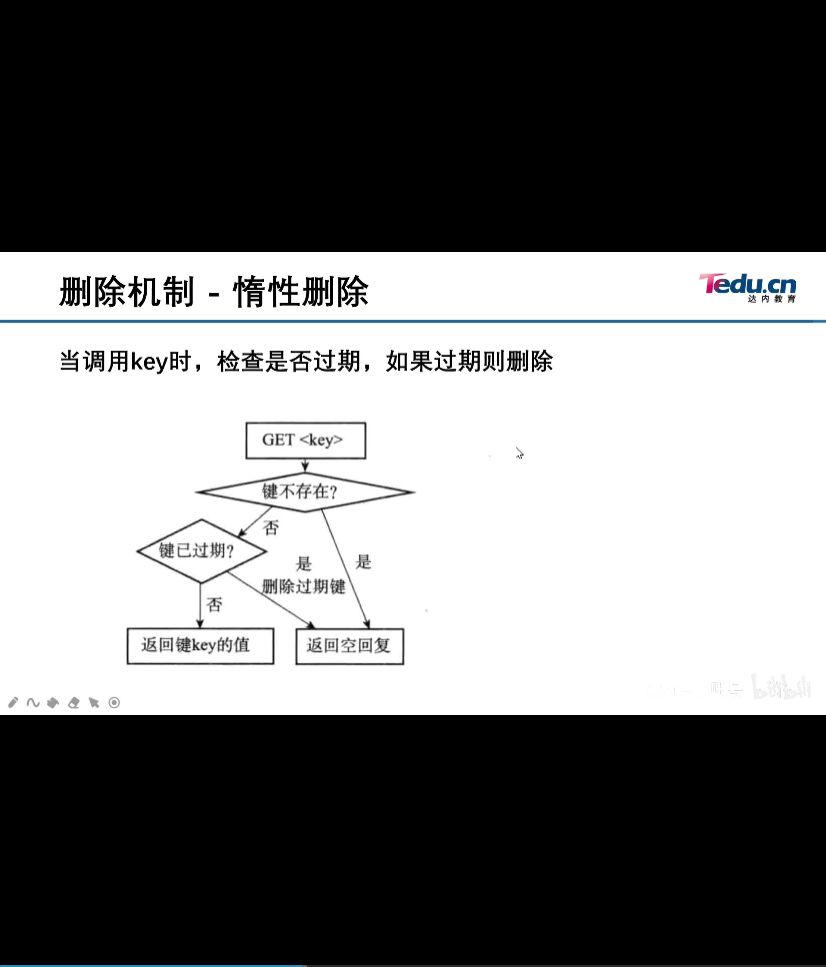 删除机制 - 惰性删除
Tedu.cn
达内教育
当调用key时，检查是否过期，如果过期则删除
GET <key>
键不存在?
否
键已过期?
是
是
删除过期键
否
返回键key的值
返回空回复
bilibili